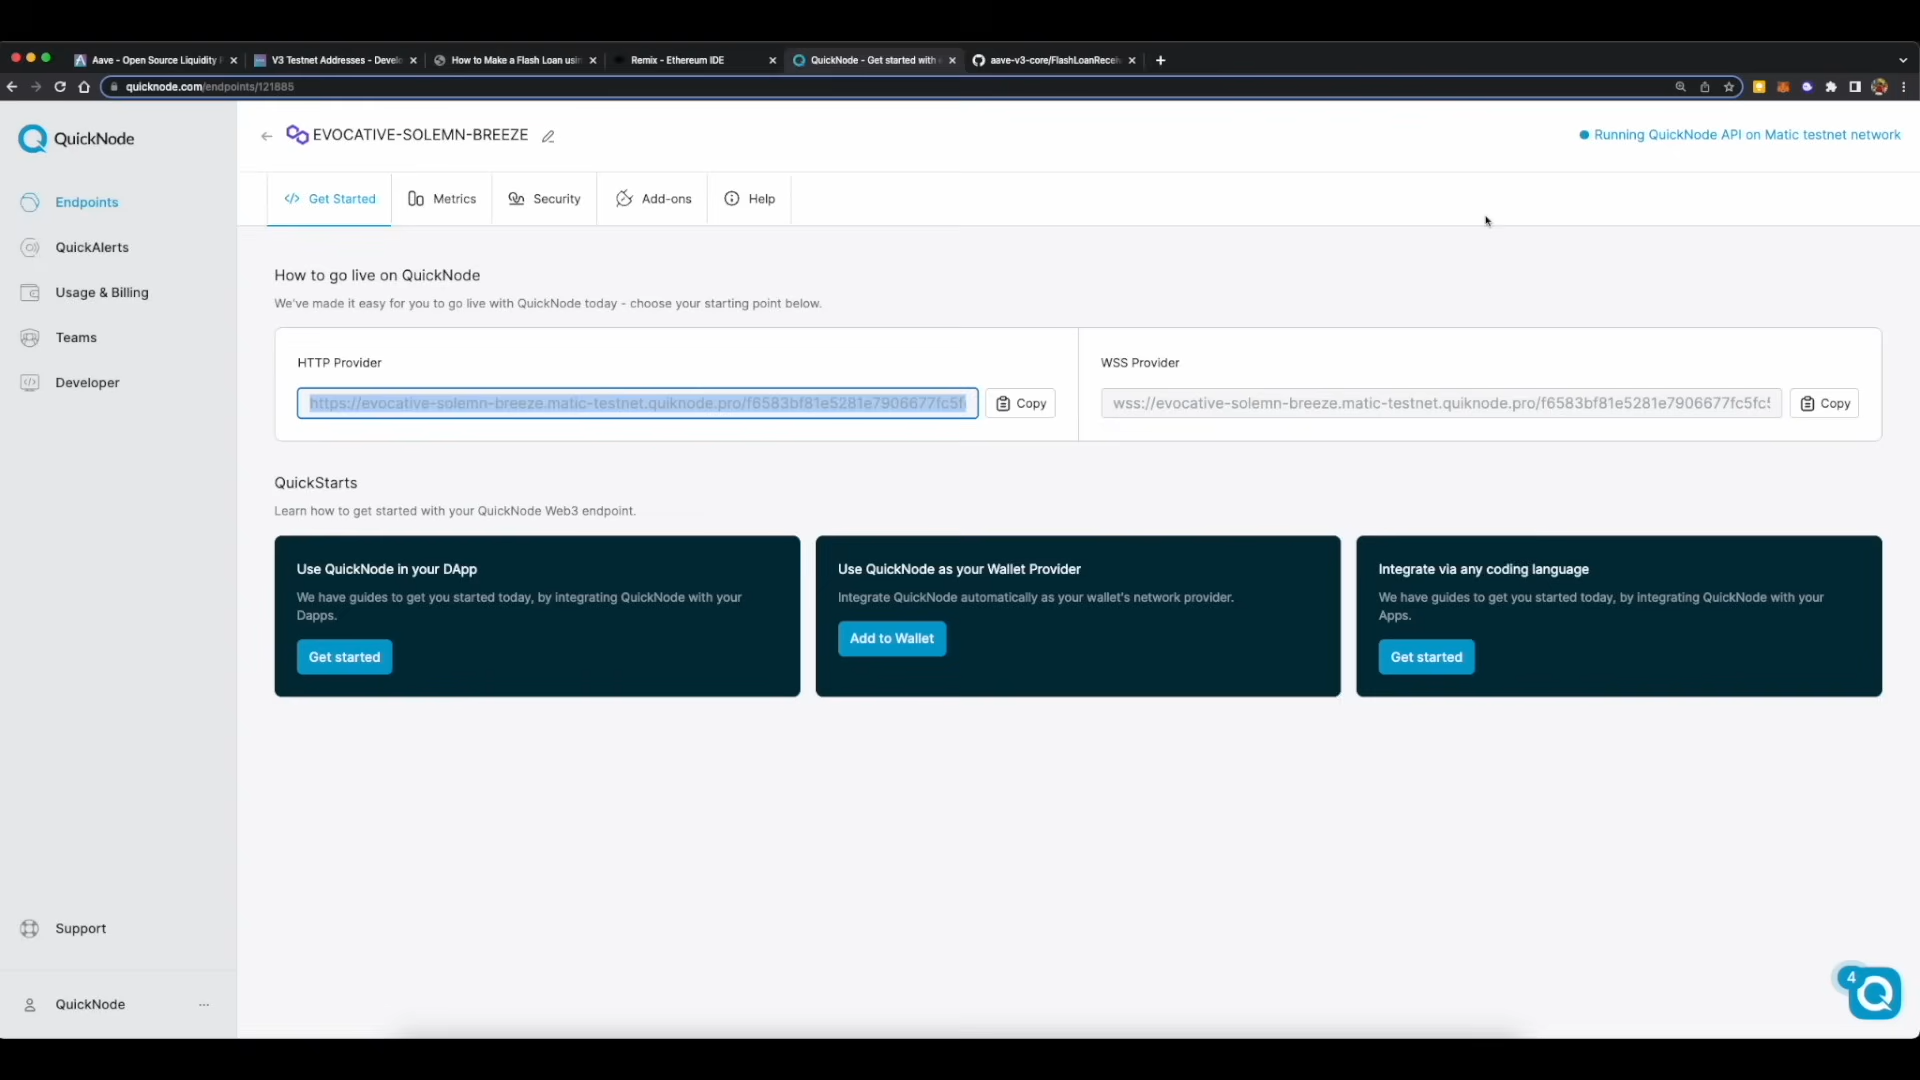 Aave - Open Source Liquidity
V3 Testnet Addresses - Develo
How to Make a Flash Loan usin
Remix - Ethereum IDE
QuickNode - Get started with
aave-v3-core/FlashLoanRecei
quicknode.com/endpoints/121885
QuickNode
EVOCATIVE-SOLEMN-BREEZE
Running QuickNode API on Matic testnet network
Endpoints
QuickAlerts
Usage & Billing
Teams
Developer
Get Started
Metrics
Security
Add-ons
Help
How to go live on QuickNode
We've made it easy for you to go live with QuickNode today - choose your starting point below.
HTTP Provider
https://evocative-solemn-breeze.matic-testnet.quiknode.pro/f6583bf81e5281e7906677fc5f
Copy
WSS Provider
wss://evocative-solemn-breeze.matic-testnet.quiknode.pro/f6583bf81e5281e7906677fc5fc5
Copy
QuickStarts
Learn how to get started with your QuickNode Web3 endpoint.
Use QuickNode in your DApp
We have guides to get you started today, by integrating QuickNode with your
Dapps.
Get started
Use QuickNode as your Wallet Provider
Integrate QuickNode automatically as your wallet's network provider.
Add to Wallet
Integrate via any coding language
We have guides to get you started today, by integrating QuickNode with your
Apps.
Get started
Support
QuickNode
...
4